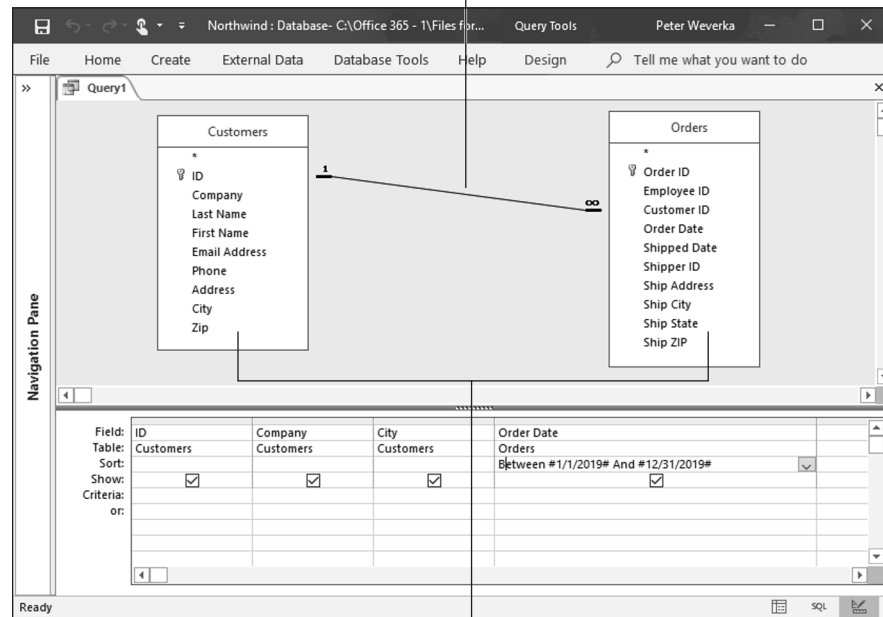 Northwind : Database- C:\Office 365 - 1\Files for... Query Tools Peter Weverka
File Home Create External Data Database Tools Help Design Tell me what you want to do
Query1
Navigation Pane
Customers
*
ID
Company
Last Name
First Name
Email Address
Phone
Address
City
Zip
1
∞
Orders
*
Order ID
Employee ID
Customer ID
Order Date
Shipped Date
Shipper ID
Ship Address
Ship City
Ship State
Ship ZIP
Field: ID Company City Order Date
Table: Customers Customers Customers Orders
Sort: Between #1/1/2019# And #12/31/2019#
Show:
Criteria:
or:
Ready SQL